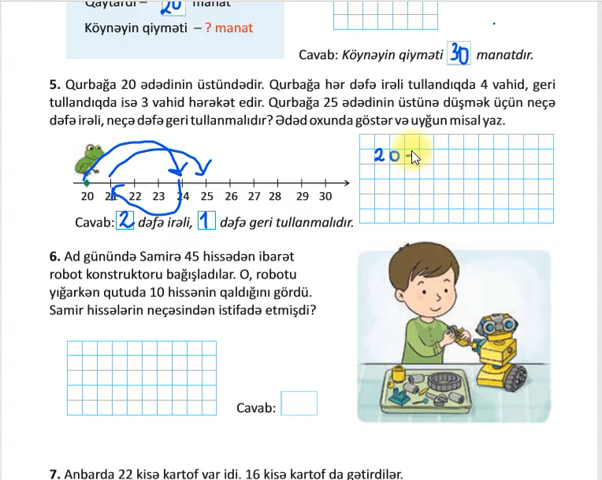 Qaytardı – 20 manat
Köynəyin qiyməti – ? manat
Cavab: Köynəyin qiyməti 30 manatdır.
5. Qurbağa 20 ədədinin üstündədir. Qurbağa hər dəfə irəli tullandıqda 4 vahid, geri
tullandıqda isə 3 vahid hərəkət edir. Qurbağa 25 ədədinin üstünə düşmək üçün neçə
dəfə irəli, neçə dəfə geri tullanmalıdır? Ədəd oxunda göstər və uyğun misal yaz.
20 -
20 21 22 23 24 25 26 27 28 29 30
Cavab: 2 dəfə irəli, 1 dəfə geri tullanmalıdır.
6. Ad günündə Samirə 45 hissədən ibarət
robot konstruktoru bağışladılar. O, robotu
yığarkən qutuda 10 hissənin qaldığını gördü.
Samir hissələrin neçəsindən istifadə etmişdi?
Cavab:
7. Anbarda 22 kisə kartof var idi. 16 kisə kartof da gətirdilər.